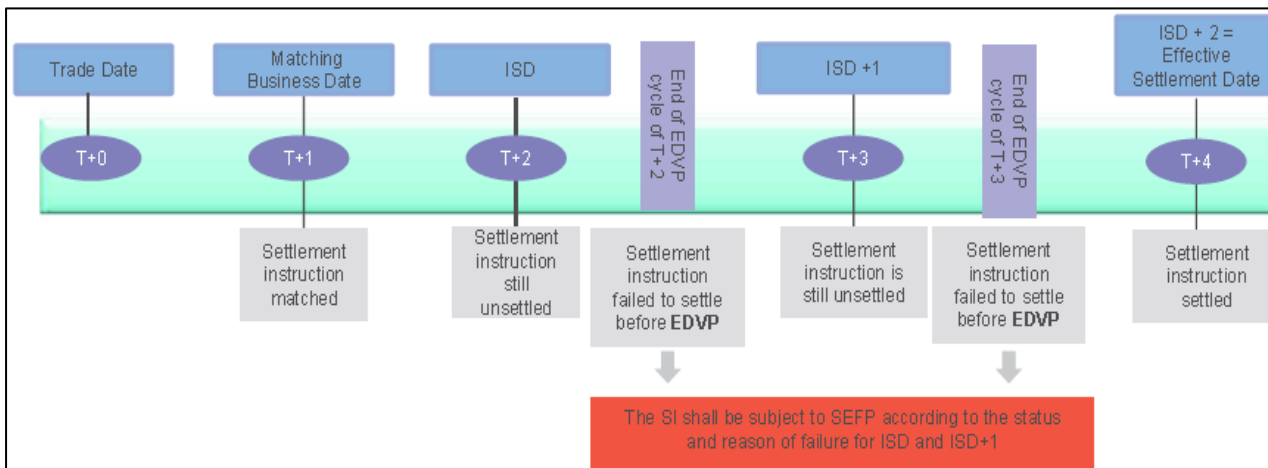 Trade Date
Matching
Business Date
ISD
End of EDVP
cycle of T+2
ISD +1
End of EDVP
cycle of T+3
ISD + 2 =
Effective
Settlement Date
T+0
T+1
T+2
T+3
T+4
Settlement
instruction
matched
Settlement
instruction
still
unsettled
Settlement
instruction
failed to settle
before EDVP
Settlement
instruction is
still unsettled
Settlement
instruction
failed to settle
before EDVP
Settlement
instruction
settled
The SI shall be subject to SEFP according to the status
and reason of failure for ISD and ISD+1